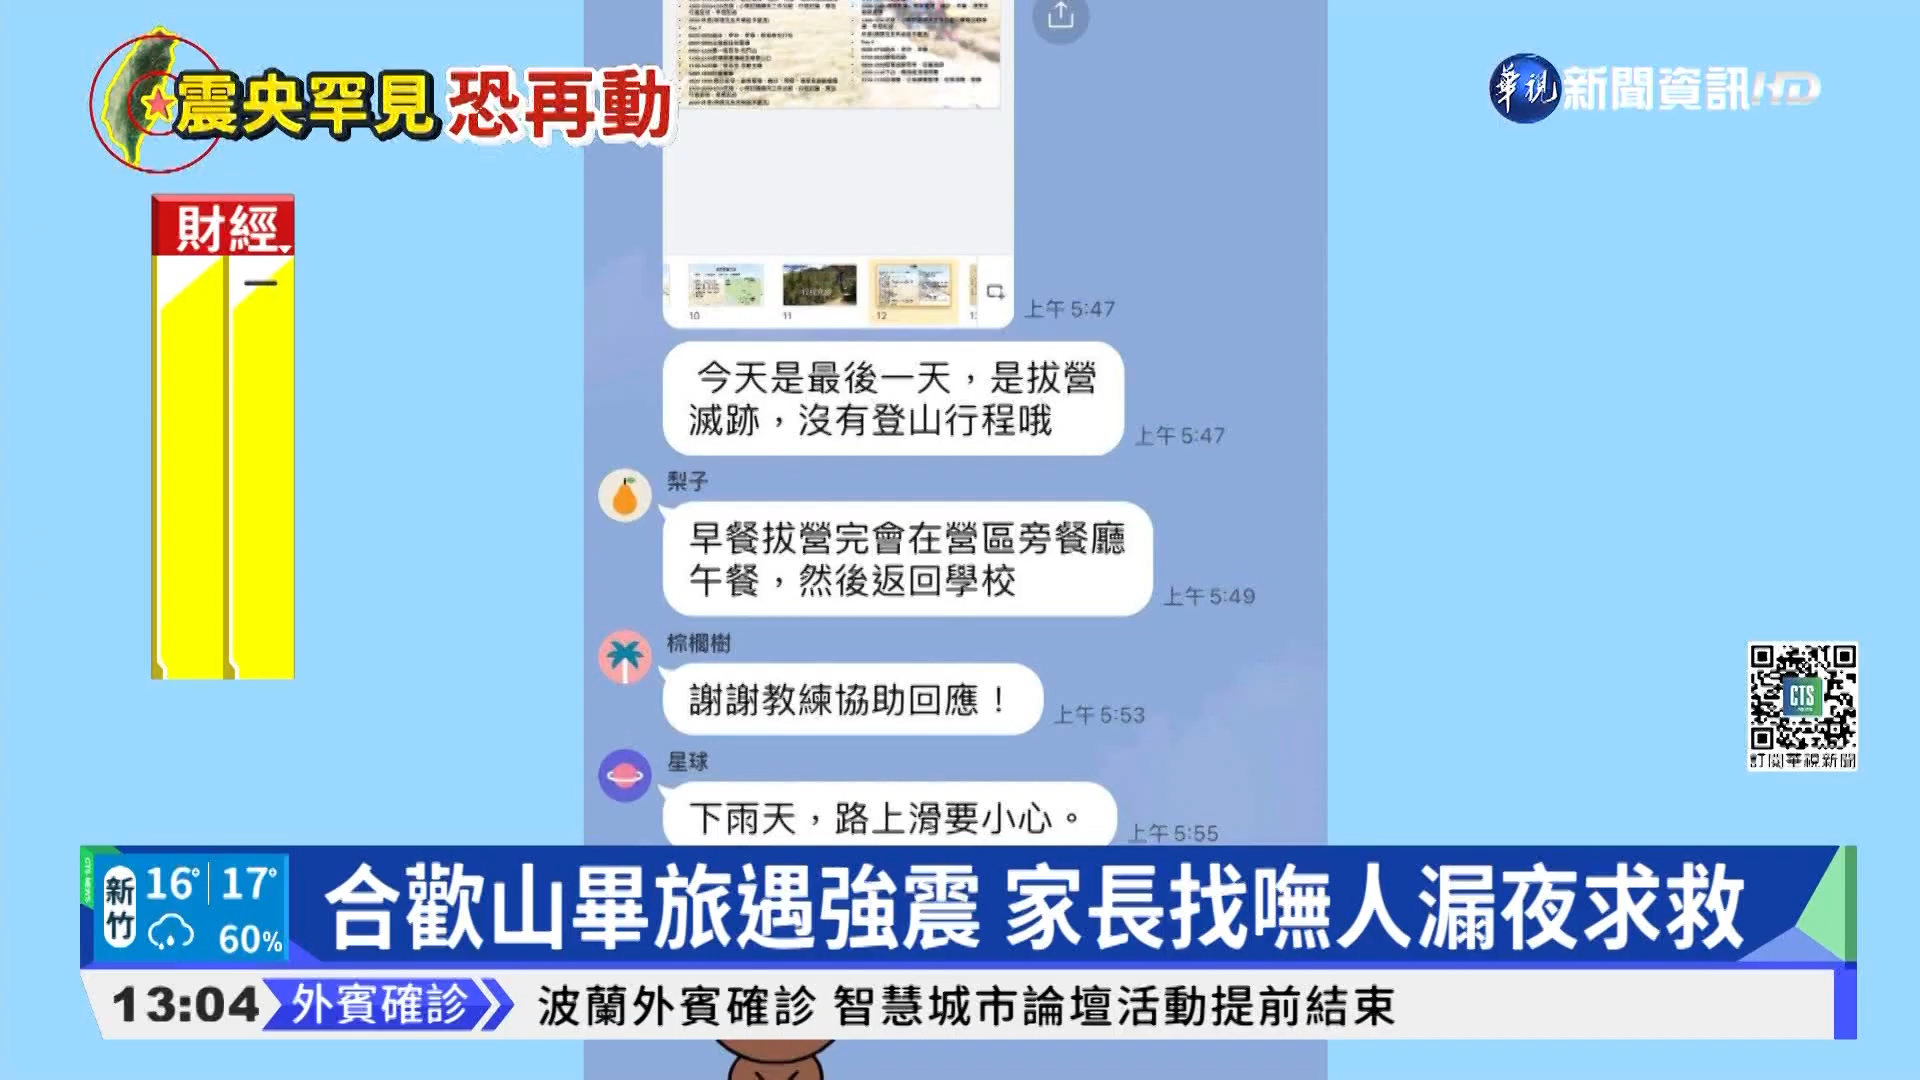 震央罕見 恐再動
華視 新聞資訊HD
財經
10
11
12
上午 5:47
今天是最後一天，是拔營
滅跡，沒有登山行程哦
上午 5:47
梨子
早餐拔營完會在營區旁餐廳
午餐，然後返回學校
上午 5:49
棕櫚樹
謝謝教練協助回應！
上午 5:53
星球
下雨天，路上滑要小心。
上午 5:55
CTS
訂閱華視新聞
CTS NEWS
新竹
16° 17°
60%
合歡山畢旅遇強震 家長找嘸人漏夜求救
13:04 外賓確診 波蘭外賓確診 智慧城市論壇活動提前結束